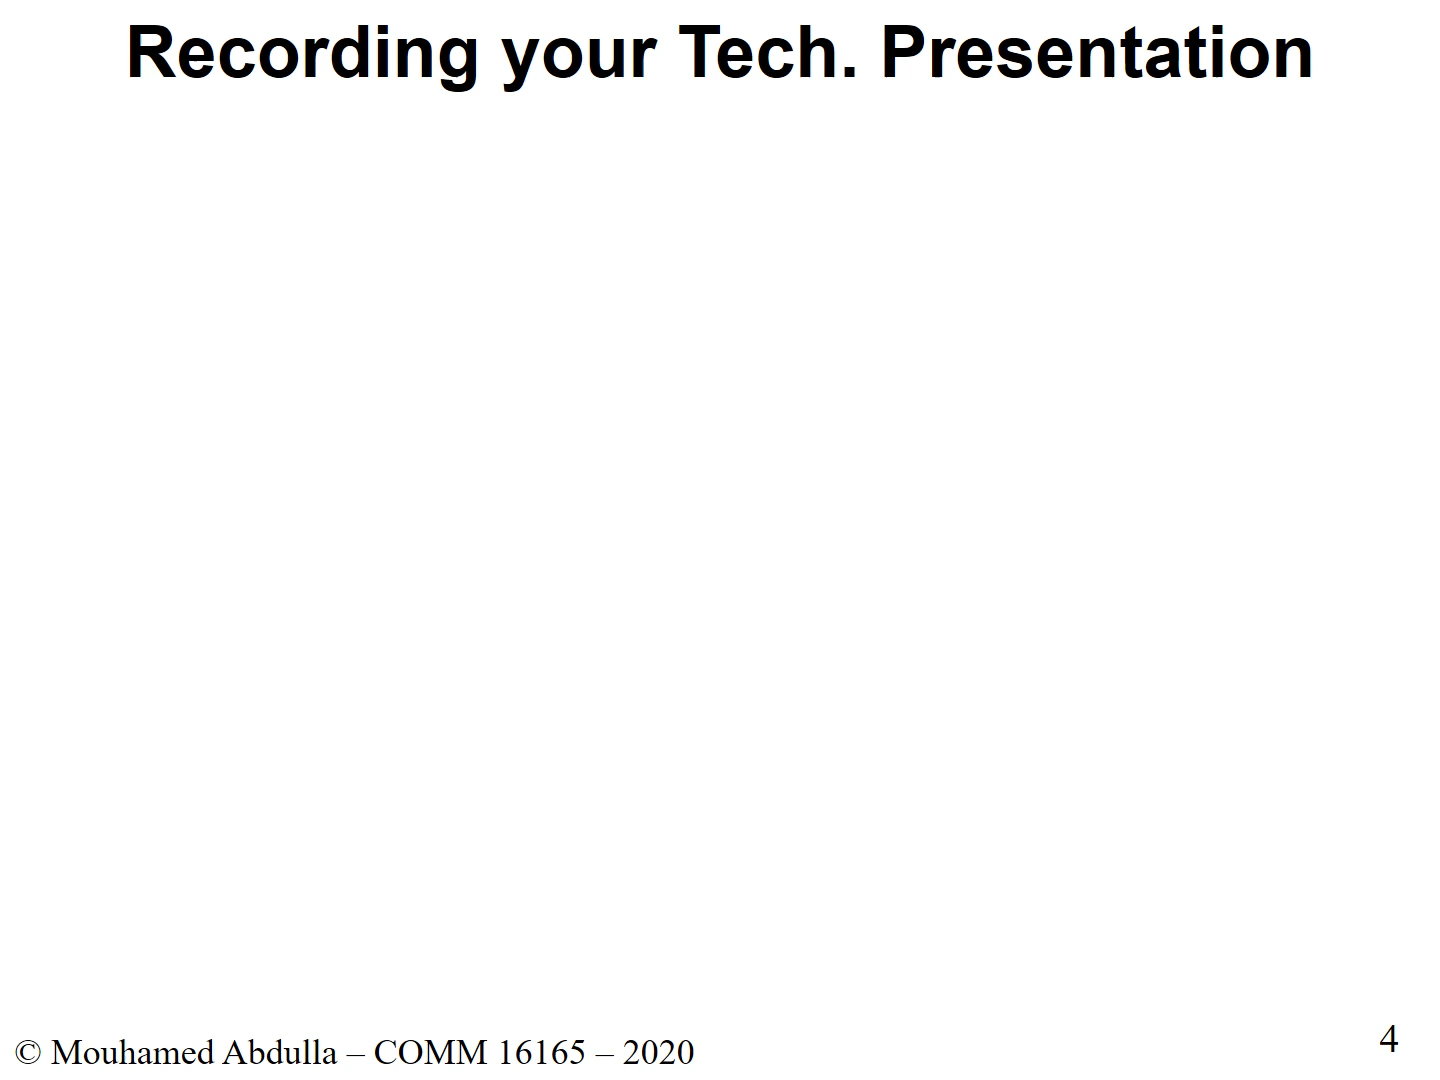 Recording your Tech. Presentation
© Mouhamed Abdulla – COMM 16165 – 2020
4